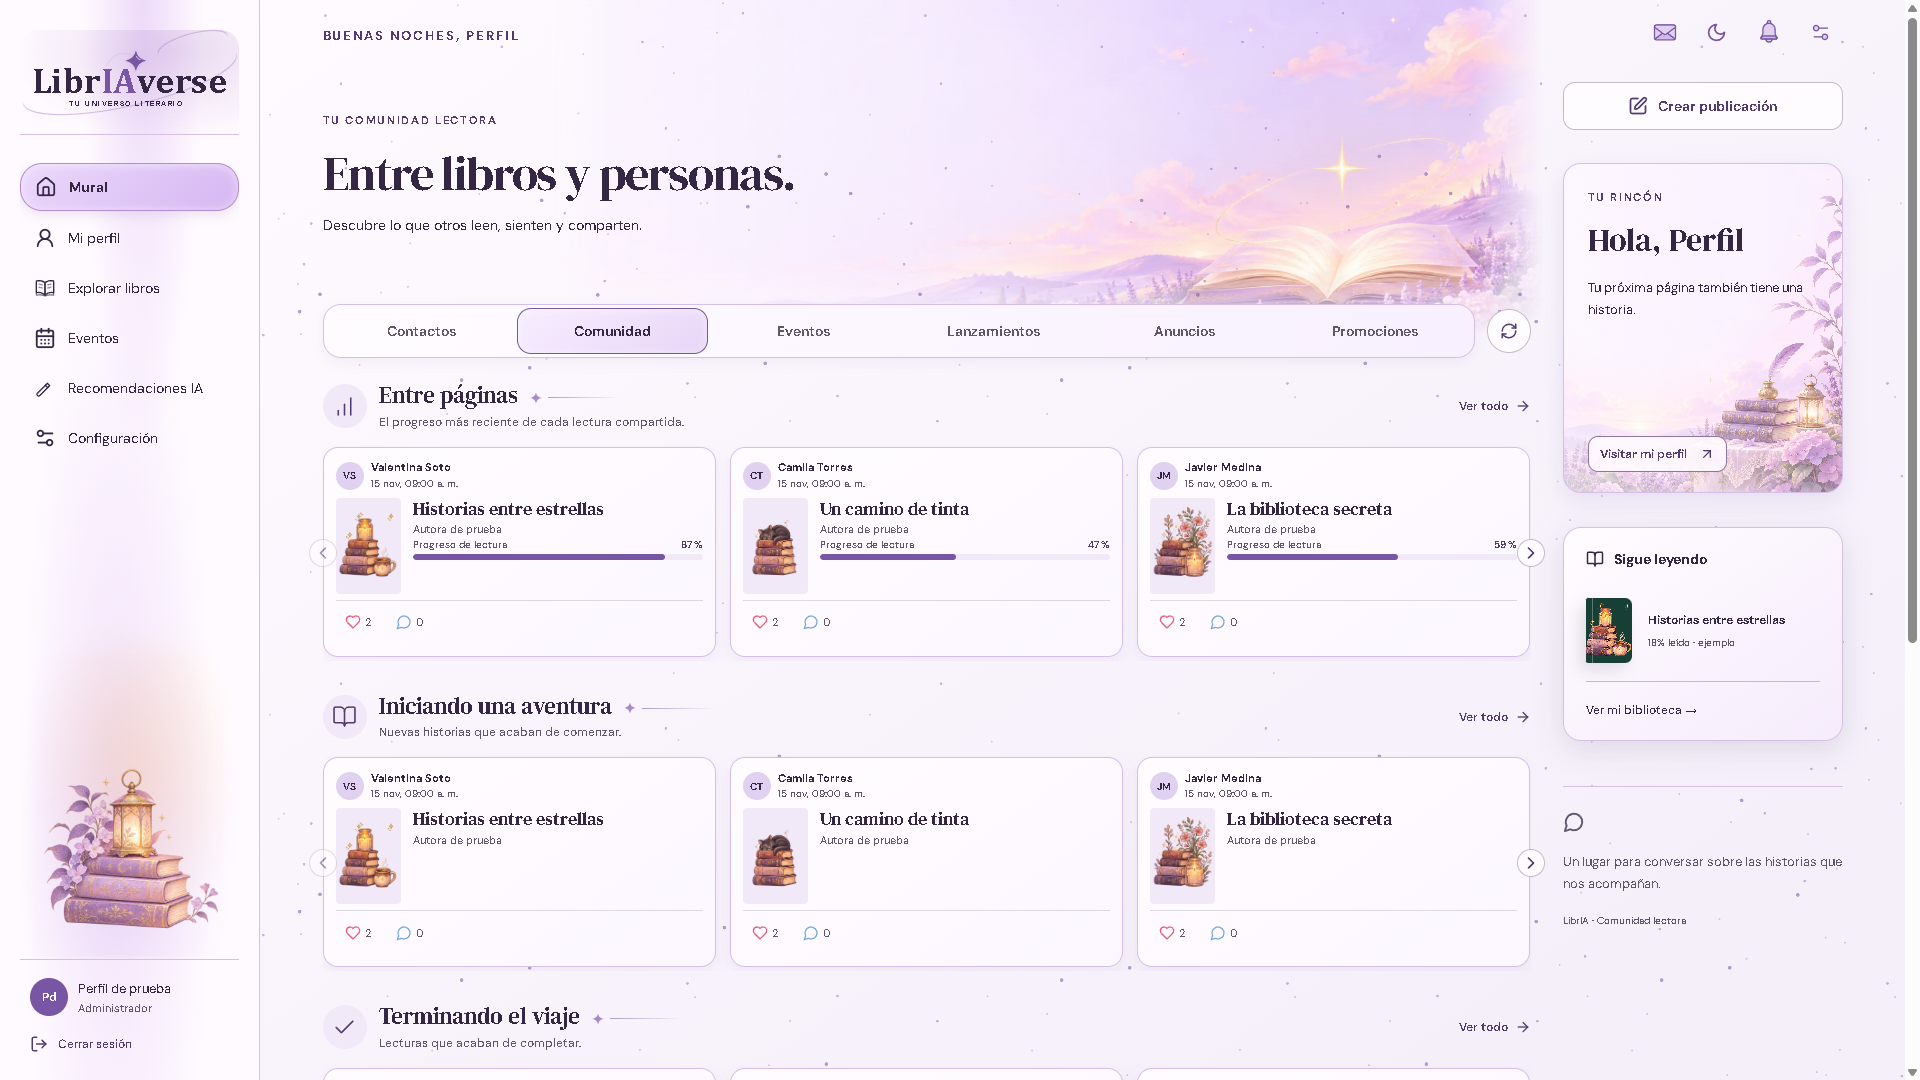 LibrIAverse
TU UNIVERSO LITERARIO
Mural
Mi perfil
Explorar libros
Eventos
Recomendaciones IA
Configuración
Pd
Perfil de prueba
Administrador
Cerrar sesión
BUENAS NOCHES, PERFIL
TU COMUNIDAD LECTORA
Entre libros y personas.
Descubre lo que otros leen, sienten y comparten.
Contactos
Comunidad
Eventos
Lanzamientos
Anuncios
Promociones
Entre páginas
El progreso más reciente de cada lectura compartida.
Ver todo
VS
Valentina Soto
15 nov, 09:00 a. m.
Historias entre estrellas
Autora de prueba
Progreso de lectura 87%
2 0
CT
Camila Torres
15 nov, 09:00 a. m.
Un camino de tinta
Autora de prueba
Progreso de lectura 47%
2 0
JM
Javier Medina
15 nov, 09:00 a. m.
La biblioteca secreta
Autora de prueba
Progreso de lectura 59%
2 0
Iniciando una aventura
Nuevas historias que acaban de comenzar.
Ver todo
VS
Valentina Soto
15 nov, 09:00 a. m.
Historias entre estrellas
Autora de prueba
2 0
CT
Camila Torres
15 nov, 09:00 a. m.
Un camino de tinta
Autora de prueba
2 0
JM
Javier Medina
15 nov, 09:00 a. m.
La biblioteca secreta
Autora de prueba
2 0
Terminando el viaje
Lecturas que acaban de completar.
Ver todo
Crear publicación
TU RINCÓN
Hola, Perfil
Tu próxima página también tiene una
historia.
Visitar mi perfil
Sigue leyendo
Historias entre estrellas
18% leído · ejemplo
Ver mi biblioteca →
Un lugar para conversar sobre las historias que
nos acompañan.
LibrIA · Comunidad lectora